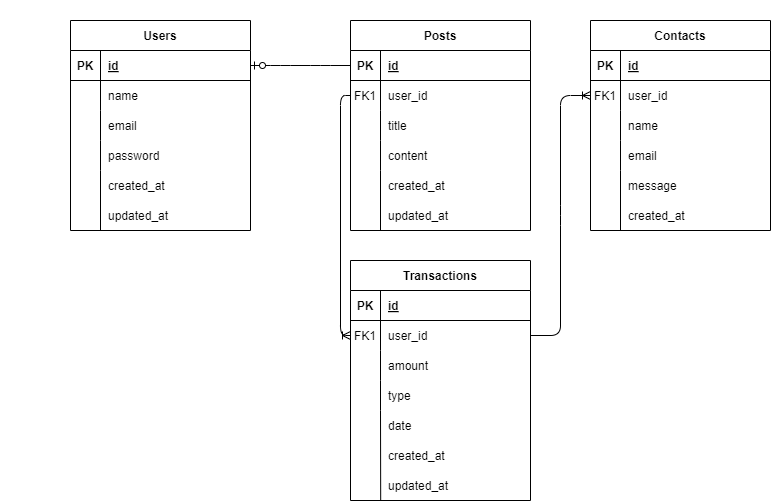 Users
PK id
name
email
password
created_at
updated_at
Posts
PK id
FK1 user_id
title
content
created_at
updated_at
Contacts
PK id
FK1 user_id
name
email
message
created_at
Transactions
PK id
FK1 user_id
amount
type
date
created_at
updated_at